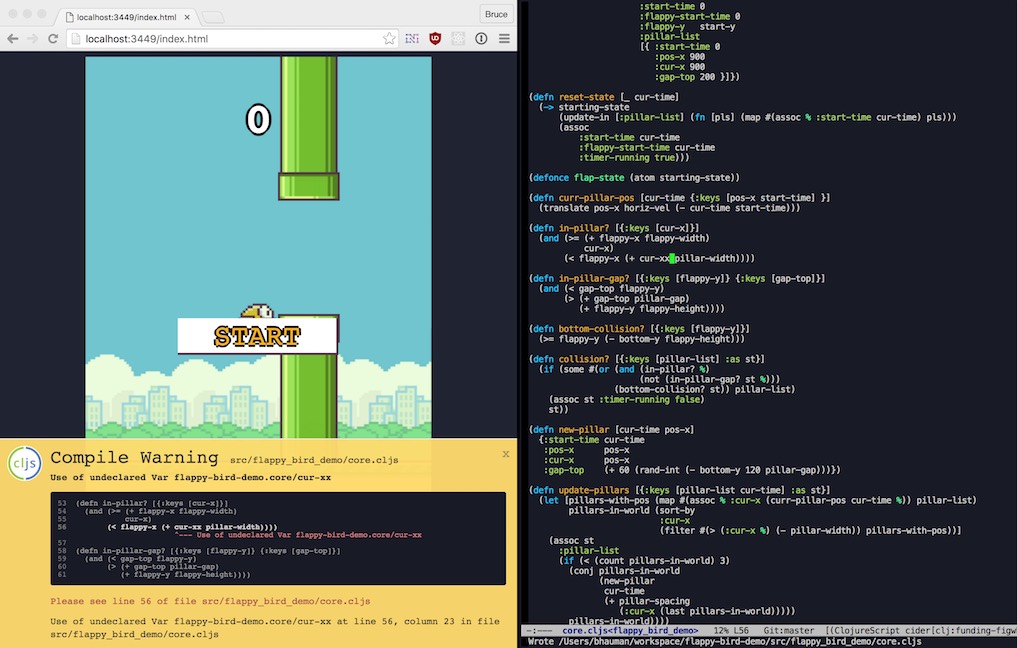 localhost:3449/index.html ×
Bruce
localhost:3449/index.html
0
START
cljs
Compile Warning src/flappy_bird_demo/core.cljs
x
Use of undeclared Var flappy-bird-demo.core/cur-xx
53 (defn in-pillar? [{:keys [cur-x]}]
54 (and (>= (+ flappy-x flappy-width)
55 cur-x)
56 (< flappy-x (+ cur-xx pillar-width))))
^--- Use of undeclared Var flappy-bird-demo.core/cur-xx
57
58 (defn in-pillar-gap? [{:keys [flappy-y]} {:keys [gap-top]}]
59 (and (< gap-top flappy-y)
60 (> (+ gap-top pillar-gap)
61 (+ flappy-y flappy-height))))
Please see line 56 of file src/flappy_bird_demo/core.cljs
Use of undeclared Var flappy-bird-demo.core/cur-xx at line 56, column 23 in file
src/flappy_bird_demo/core.cljs
:start-time 0
:flappy-start-time 0
:flappy-y start-y
:pillar-list
[{ :start-time 0
:pos-x 900
:cur-x 900
:gap-top 200 }]})
(defn reset-state [_ cur-time]
(-> starting-state
(update-in [:pillar-list] (fn [pls] (map #(assoc % :start-time cur-time) pls)))
(assoc
:start-time cur-time
:flappy-start-time cur-time
:timer-running true)))
(defonce flap-state (atom starting-state))
(defn curr-pillar-pos [cur-time {:keys [pos-x start-time] }]
(translate pos-x horiz-vel (- cur-time start-time)))
(defn in-pillar? [{:keys [cur-x]}]
(and (>= (+ flappy-x flappy-width)
cur-x)
(< flappy-x (+ cur-xx pillar-width))))
(defn in-pillar-gap? [{:keys [flappy-y]} {:keys [gap-top]}]
(and (< gap-top flappy-y)
(> (+ gap-top pillar-gap)
(+ flappy-y flappy-height))))
(defn bottom-collision? [{:keys [flappy-y]}]
(>= flappy-y (- bottom-y flappy-height)))
(defn collision? [{:keys [pillar-list] :as st}]
(if (some #(or (and (in-pillar? %)
(not (in-pillar-gap? st %)))
(bottom-collision? st)) pillar-list)
(assoc st :timer-running false)
st))
(defn new-pillar [cur-time pos-x]
{:start-time cur-time
:pos-x pos-x
:cur-x pos-x
:gap-top (+ 60 (rand-int (- bottom-y 120 pillar-gap)))})
(defn update-pillars [{:keys [pillar-list cur-time] :as st}]
(let [pillars-with-pos (map #(assoc % :cur-x (curr-pillar-pos cur-time %)) pillar-list)
pillars-in-world (sort-by
:cur-x
(filter #(> (:cur-x %) (- pillar-width)) pillars-with-pos))]
(assoc st
:pillar-list
(if (< (count pillars-in-world) 3)
(conj pillars-in-world
(new-pillar
cur-time
(+ pillar-spacing
(:cur-x (last pillars-in-world)))))
pillars-in-world))))
-:--- core.cljs<flappy_bird_demo> 12% L56 Git:master [(ClojureScript cider[clj:funding-figw
Wrote /Users/bhauman/workspace/flappy-bird-demo/src/flappy_bird_demo/core.cljs